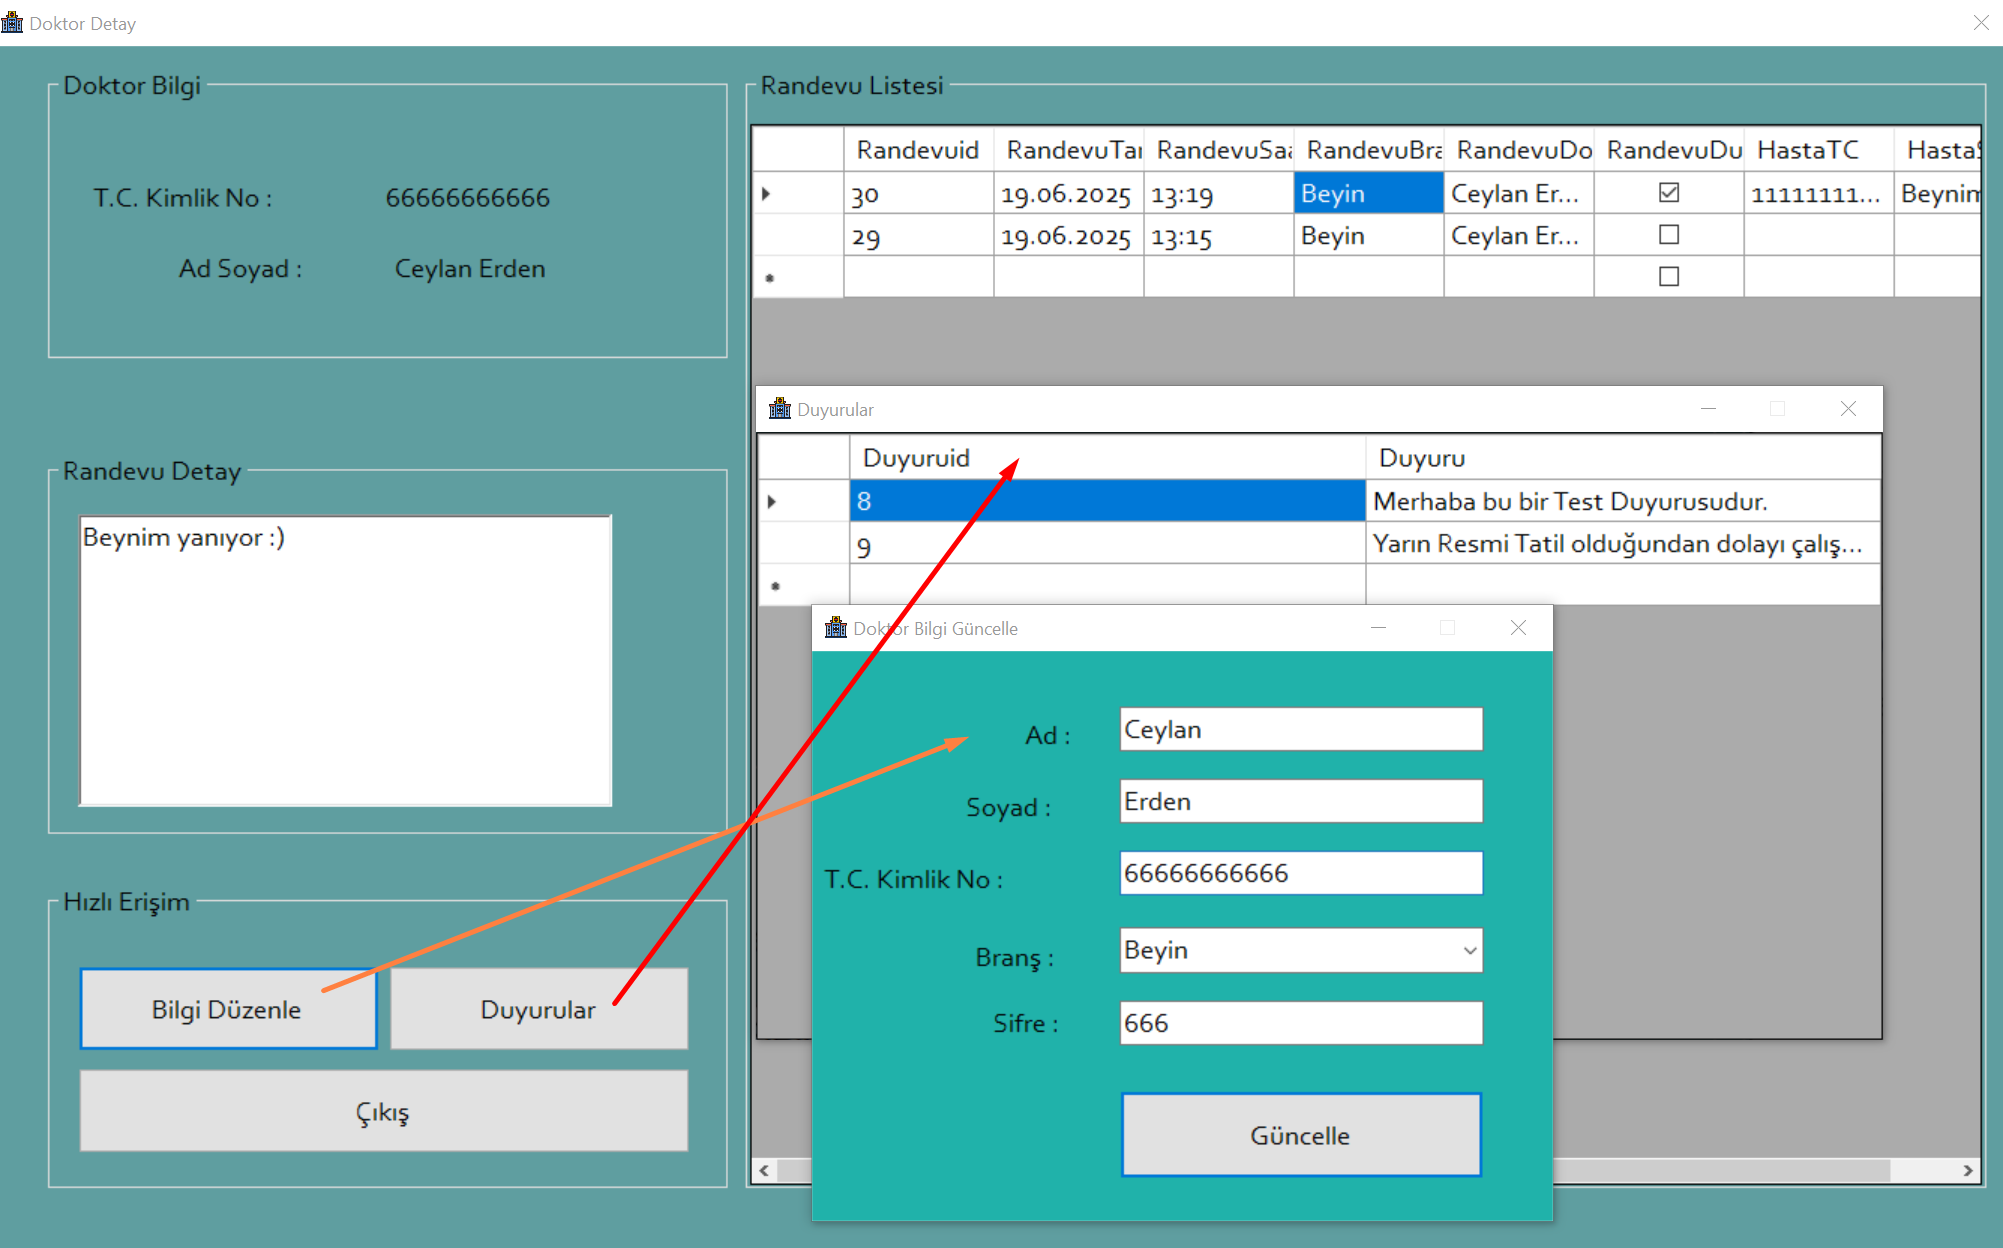 Doktor Detay
Doktor Bilgi
T.C. Kimlik No : 66666666666
Ad Soyad : Ceylan Erden
Randevu Detay
Beynim yanıyor :)
Hızlı Erişim
Bilgi Düzenle Duyurular
Çıkış
Randevu Listesi
Randevuid RandevuTar RandevuSaa RandevuBra RandevuDo RandevuDu HastaTC HastaS
30 19.06.2025 13:19 Beyin Ceylan Er... 11111111... Beynim
29 19.06.2025 13:15 Beyin Ceylan Er...
Duyurular
Duyuruid Duyuru
8 Merhaba bu bir Test Duyurusudur.
9 Yarın Resmi Tatil olduğundan dolayı çalış...
Doktor Bilgi Güncelle
Ad : Ceylan
Soyad : Erden
T.C. Kimlik No : 66666666666
Branş : Beyin
Sifre : 666
Güncelle